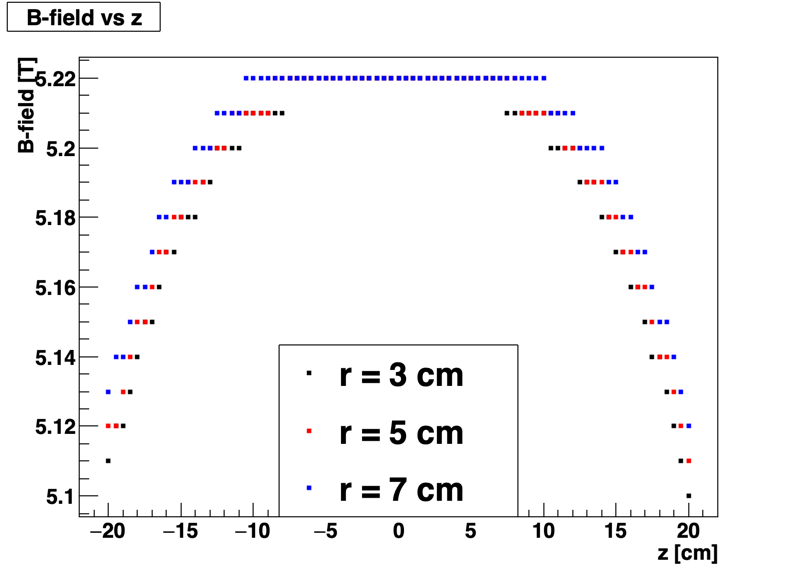 B-field vs z
B-field [T]
5.22
5.2
5.18
5.16
5.14
5.12
5.1
r = 3 cm
r = 5 cm
r = 7 cm
−20 −15 −10 −5 0 5 10 15 20
z [cm]